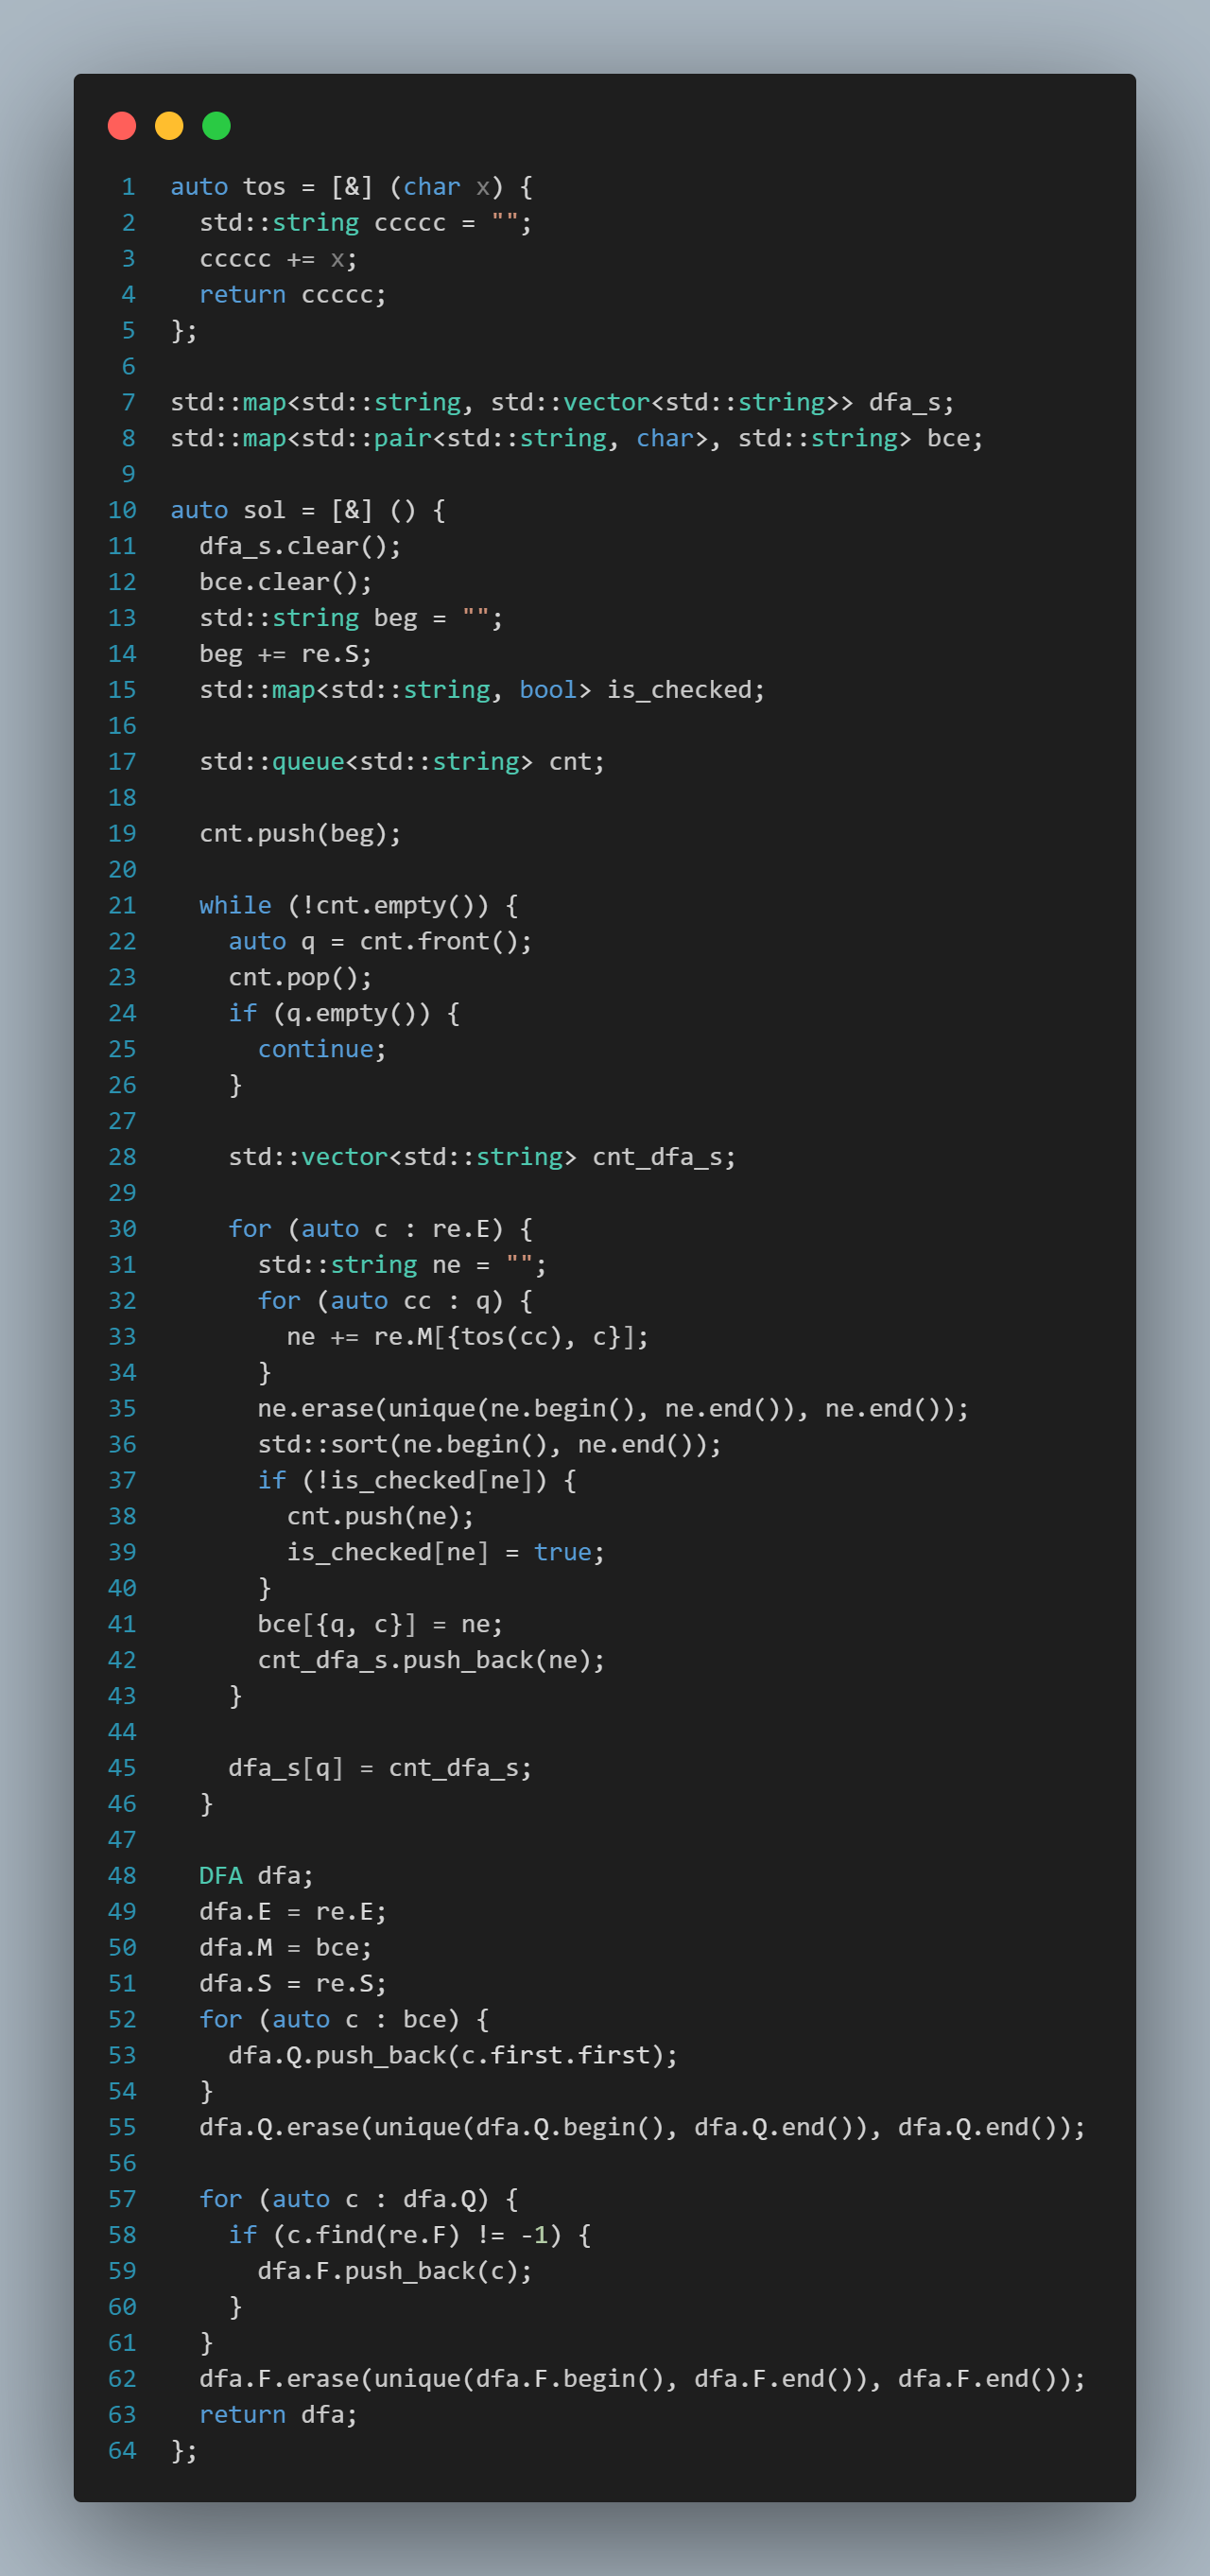 1 auto tos = [&] (char x) {
2   std::string ccccc = "";
3   ccccc += x;
4   return ccccc;
5 };
6
7 std::map<std::string, std::vector<std::string>> dfa_s;
8 std::map<std::pair<std::string, char>, std::string> bce;
9
10 auto sol = [&] () {
11   dfa_s.clear();
12   bce.clear();
13   std::string beg = "";
14   beg += re.S;
15   std::map<std::string, bool> is_checked;
16
17   std::queue<std::string> cnt;
18
19   cnt.push(beg);
20
21   while (!cnt.empty()) {
22     auto q = cnt.front();
23     cnt.pop();
24     if (q.empty()) {
25       continue;
26     }
27
28     std::vector<std::string> cnt_dfa_s;
29
30     for (auto c : re.E) {
31       std::string ne = "";
32       for (auto cc : q) {
33         ne += re.M[{tos(cc), c}];
34       }
35       ne.erase(unique(ne.begin(), ne.end()), ne.end());
36       std::sort(ne.begin(), ne.end());
37       if (!is_checked[ne]) {
38         cnt.push(ne);
39         is_checked[ne] = true;
40       }
41       bce[{q, c}] = ne;
42       cnt_dfa_s.push_back(ne);
43     }
44
45     dfa_s[q] = cnt_dfa_s;
46   }
47
48   DFA dfa;
49   dfa.E = re.E;
50   dfa.M = bce;
51   dfa.S = re.S;
52   for (auto c : bce) {
53     dfa.Q.push_back(c.first.first);
54   }
55   dfa.Q.erase(unique(dfa.Q.begin(), dfa.Q.end()), dfa.Q.end());
56
57   for (auto c : dfa.Q) {
58     if (c.find(re.F) != -1) {
59       dfa.F.push_back(c);
60     }
61   }
62   dfa.F.erase(unique(dfa.F.begin(), dfa.F.end()), dfa.F.end());
63   return dfa;
64 };